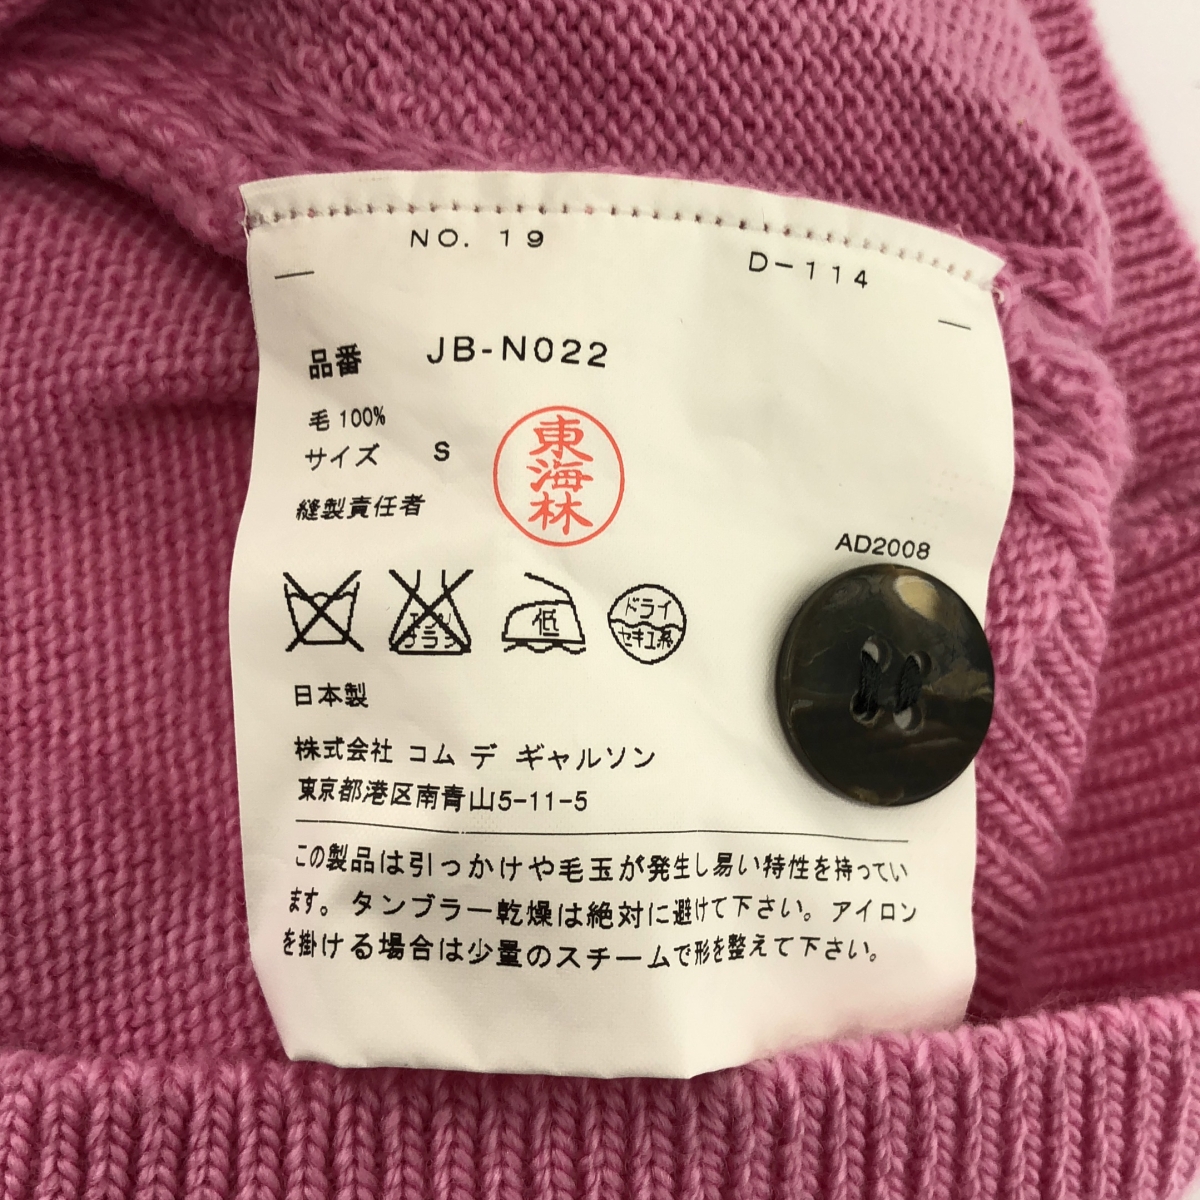 NO. 19
D-114
品番 JB-N022
毛 100%
サイズ S
縫製責任者
東海林
AD2008
低
ドライ
セキユ系
日本製
株式会社 コム デ ギャルソン
東京都港区南青山5-11-5
この製品は引っかけや毛玉が発生し易い特性を持ってい
ます。タンブラー乾燥は絶対に避けて下さい。アイロン
を掛ける場合は少量のスチームで形を整えて下さい。